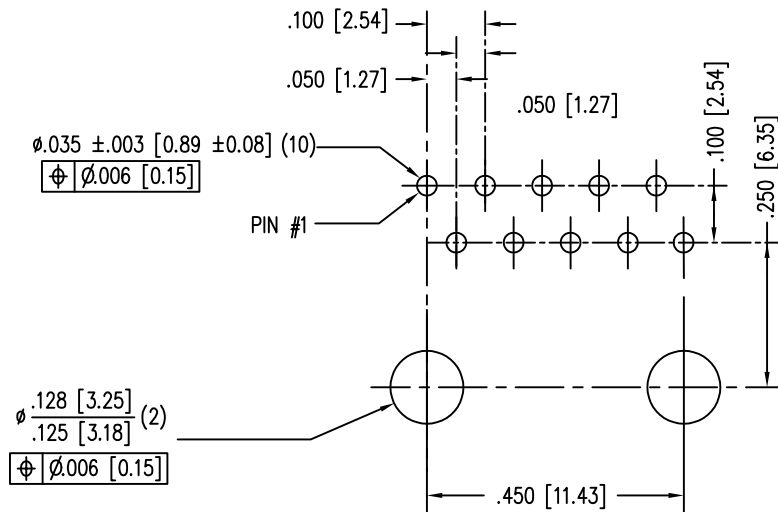 .100 [2.54]
.050 [1.27]
.050 [1.27]
.100 [2.54]
.250 [6.35]
⌀.035 ±.003 [0.89 ±0.08] (10)
⌖ ⌀.006 [0.15]
PIN #1
⌀ .128 [3.25]
.125 [3.18] (2)
⌖ ⌀.006 [0.15]
.450 [11.43]